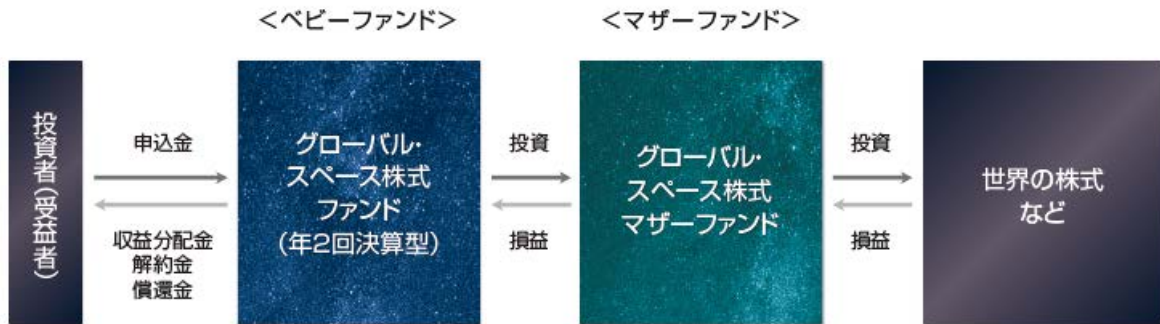 ＜ベビーファンド＞
＜マザーファンド＞
投資者(受益者)
申込金
収益分配金
解約金
償還金
グローバル・
スペース株式
ファンド
(年2回決算型)
投資
損益
グローバル・
スペース株式
マザーファンド
投資
損益
世界の株式
など